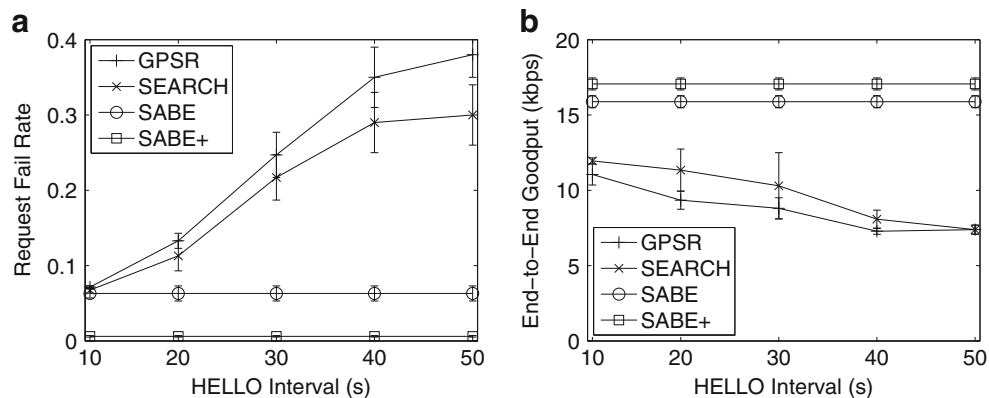 a
0.4
0.3
0.2
0.1
0
Request Fail Rate
GPSR
SEARCH
SABE
SABE+
10 20 30 40 50
HELLO Interval (s)
b
20
15
10
5
0
End−to−End Goodput (kbps)
GPSR
SEARCH
SABE
SABE+
10 20 30 40 50
HELLO Interval (s)